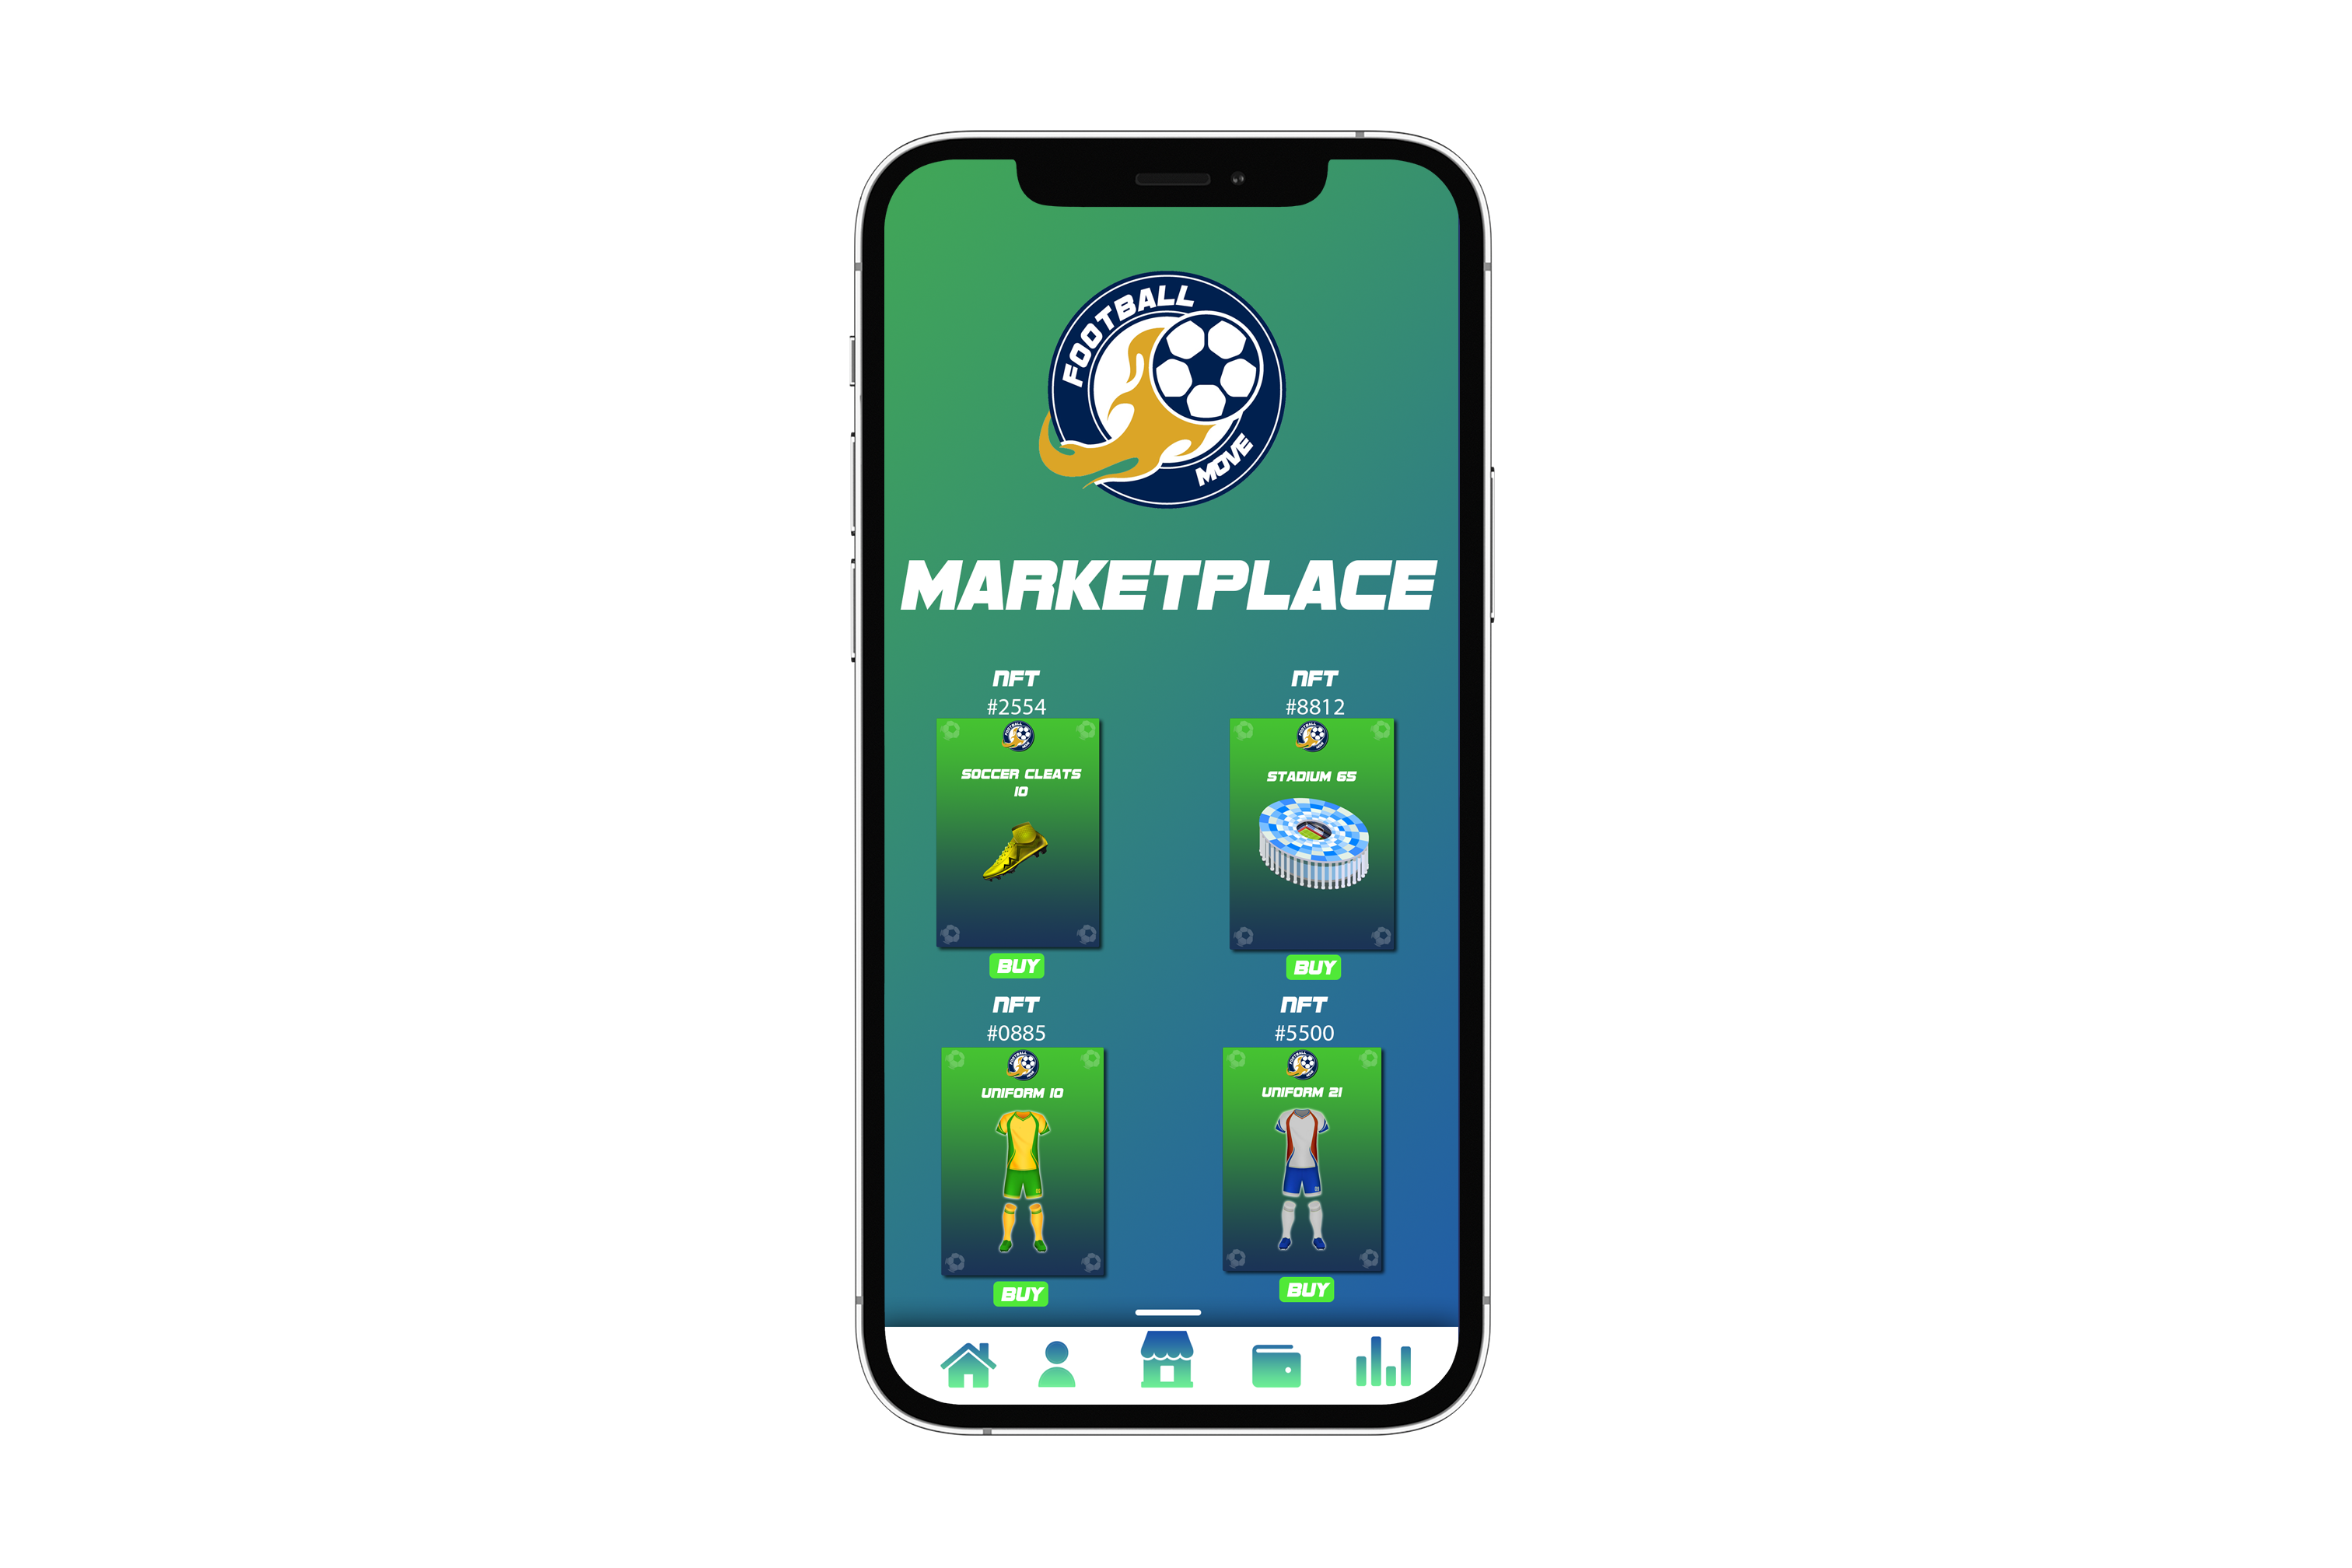 FOOTBALL
MOVE
MARKETPLACE
NFT
#2554
SOCCER CLEATS
10
BUY
NFT
#8812
STADIUM 65
BUY
NFT
#0885
UNIFORM 10
BUY
NFT
#5500
UNIFORM 21
BUY